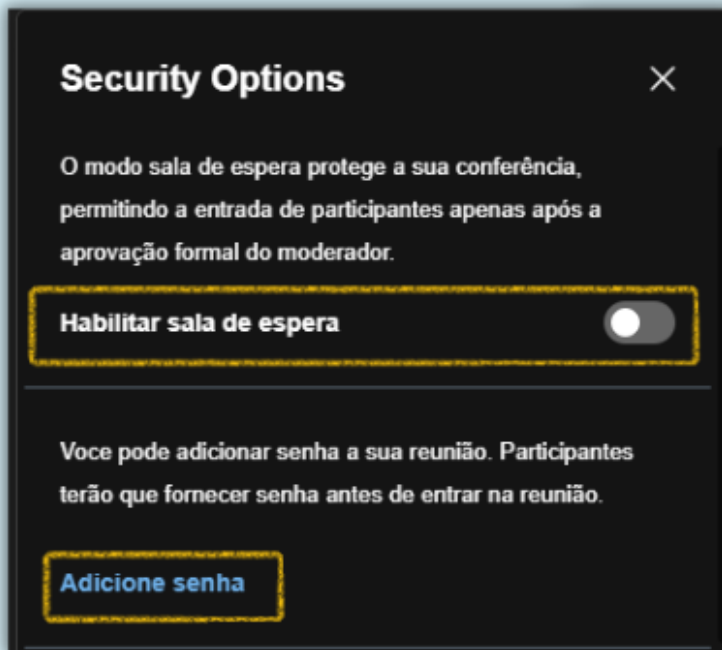 Security Options
O modo sala de espera protege a sua conferência,
permitindo a entrada de participantes apenas após a
aprovação formal do moderador.
Habilitar sala de espera
Voce pode adicionar senha a sua reunião. Participantes
terão que fornecer senha antes de entrar na reunião.
Adicione senha